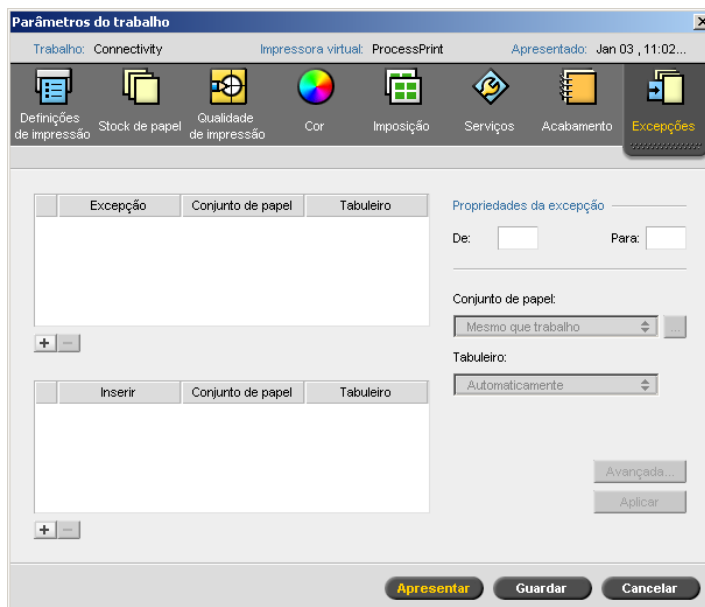 Parâmetros do trabalho
Trabalho: Connectivity Impressora virtual: ProcessPrint Apresentado: Jan 03 , 11:02...
Definições de impressão
Stock de papel
Qualidade de impressão
Cor
Imposição
Serviços
Acabamento
Excepções
Excepção Conjunto de papel Tabuleiro
Propriedades da excepção
De: Para:
Conjunto de papel:
Mesmo que trabalho ...
Tabuleiro:
Automaticamente
Inserir Conjunto de papel Tabuleiro
Avançada...
Aplicar
Apresentar Guardar Cancelar